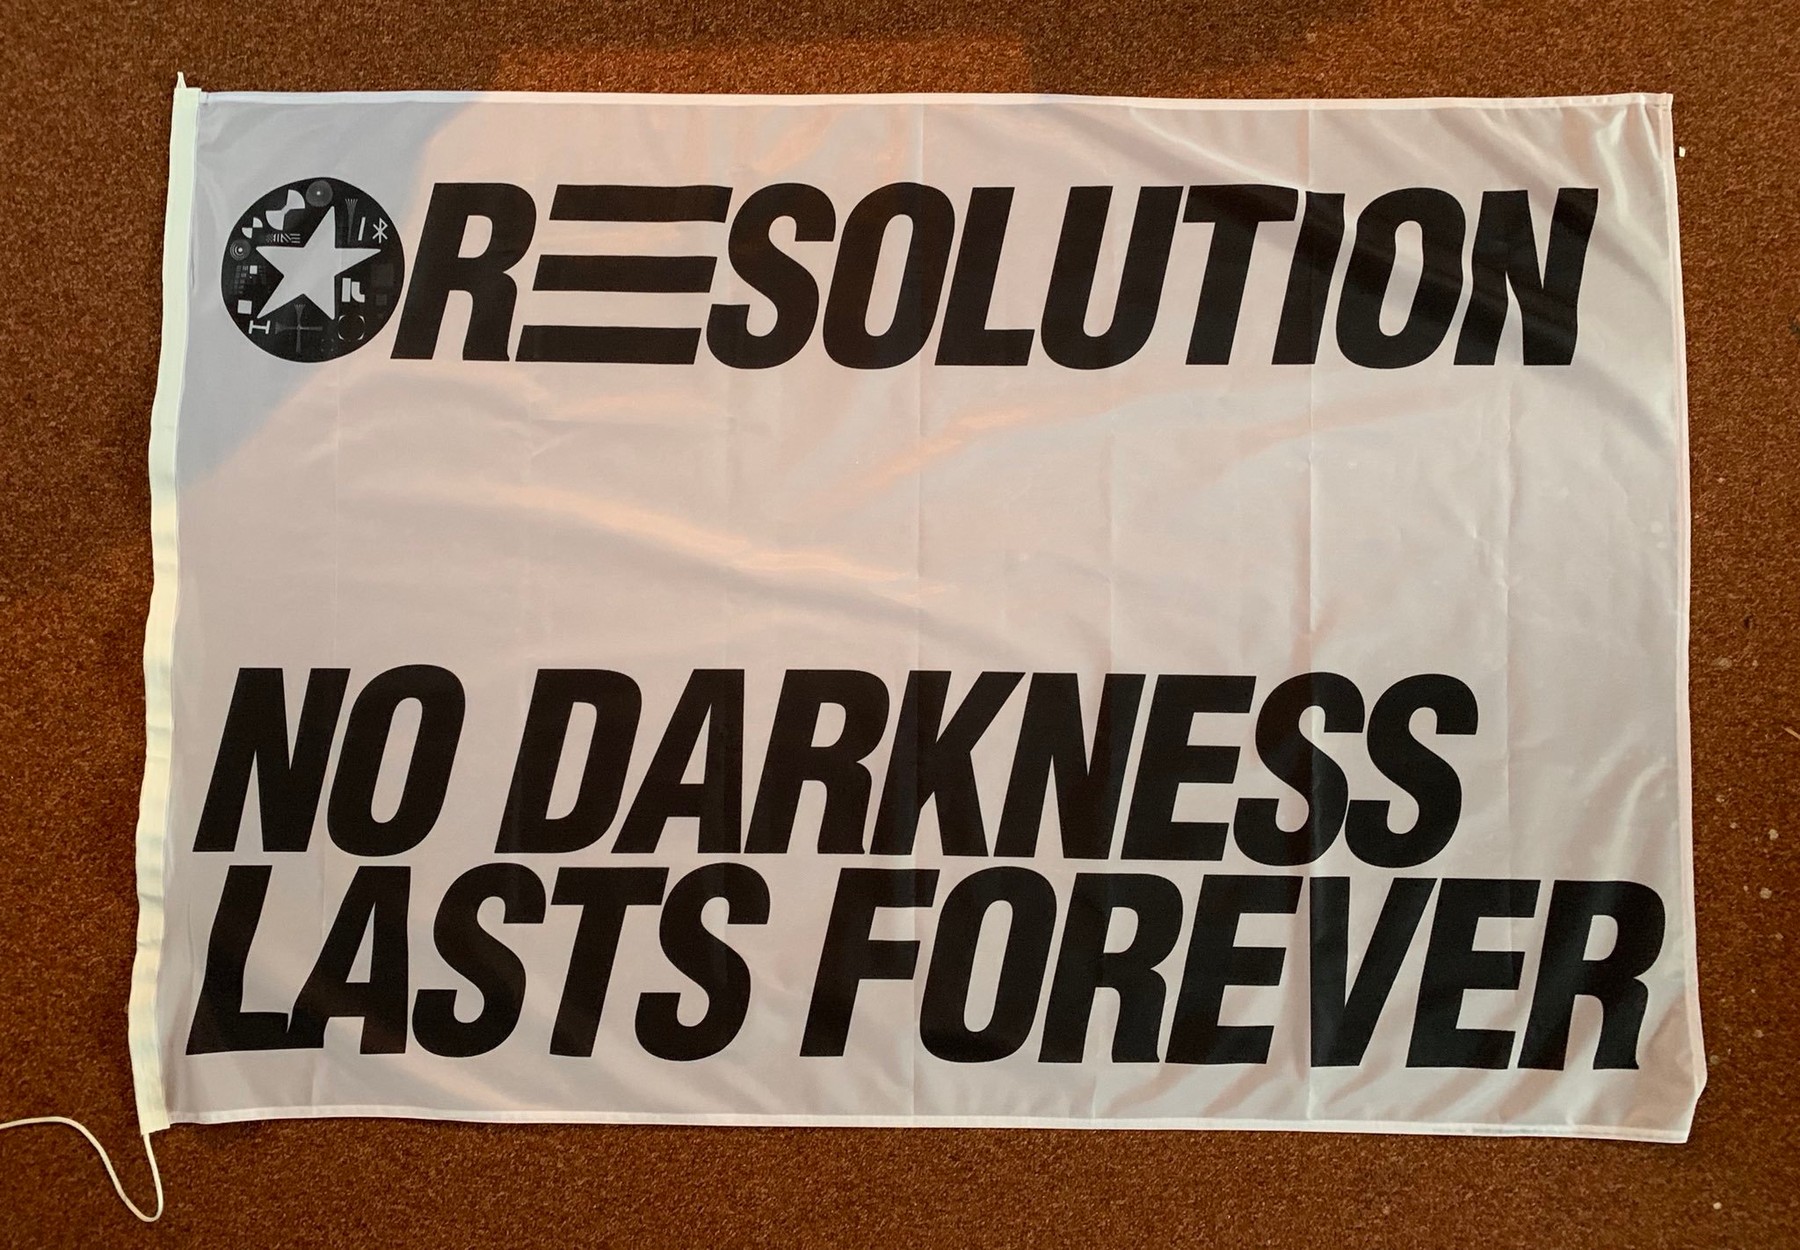 RESOLUTION
NO DARKNESS
LASTS FOREVER